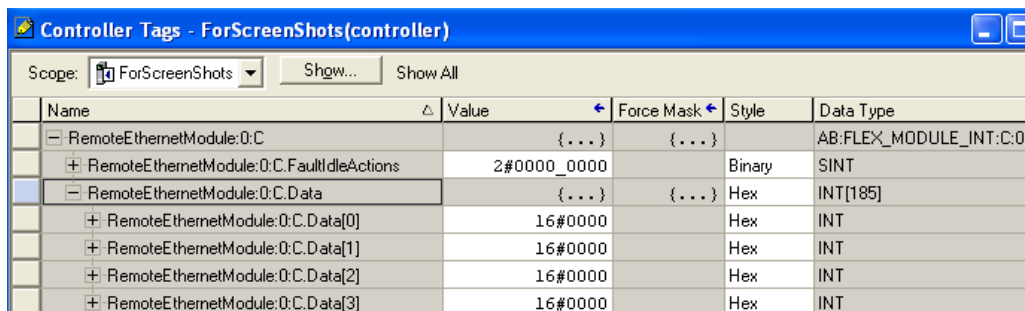 Controller Tags - ForScreenShots(controller)
Scope: ForScreenShots Show... Show All
Name Value Force Mask Style Data Type
RemoteEthernetModule:0:C {...} {...} AB:FLEX_MODULE_INT:C:0
RemoteEthernetModule:0:C.FaultIdleActions 2#0000_0000 Binary SINT
RemoteEthernetModule:0:C.Data {...} {...} Hex INT[185]
RemoteEthernetModule:0:C.Data[0] 16#0000 Hex INT
RemoteEthernetModule:0:C.Data[1] 16#0000 Hex INT
RemoteEthernetModule:0:C.Data[2] 16#0000 Hex INT
RemoteEthernetModule:0:C.Data[3] 16#0000 Hex INT